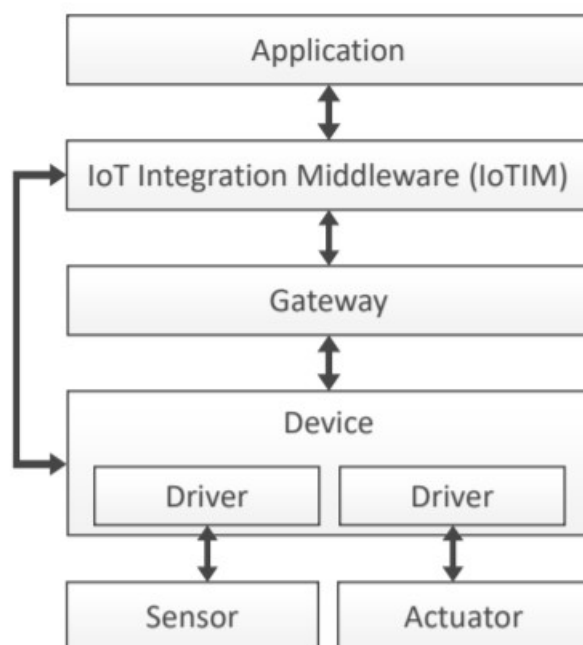 Application
IoT Integration Middleware (IoTIM)
Gateway
Device
Driver
Driver
Sensor
Actuator